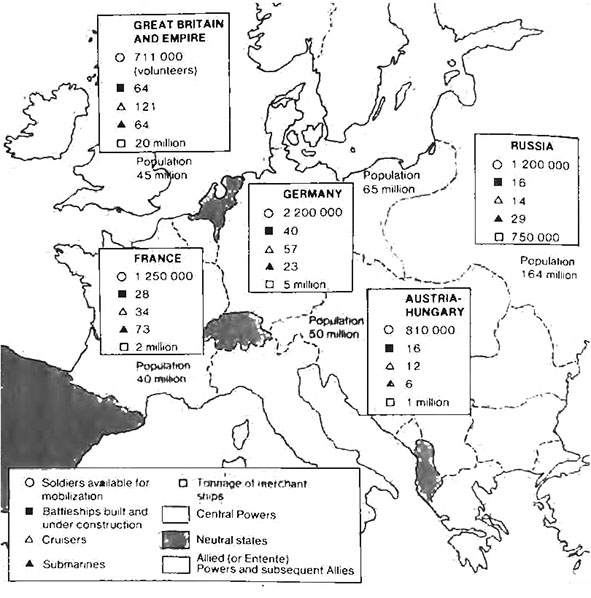 GREAT BRITAIN
AND EMPIRE
711 000
(volunteers)
64
121
64
20 million
Population
45 million
RUSSIA
1 200 000
16
14
29
750 000
Population
164 million
Population
65 million
GERMANY
2 200 000
40
57
23
5 million
FRANCE
1 250 000
28
34
73
2 million
Population
40 million
Population
50 million
AUSTRIA-
HUNGARY
810 000
16
12
6
1 million
Soldiers available for
mobilization
Battleships built and
under construction
Cruisers
Submarines
Tonnage of merchant
ships
Central Powers
Neutral states
Allied (or Entente)
Powers and subsequent Allies